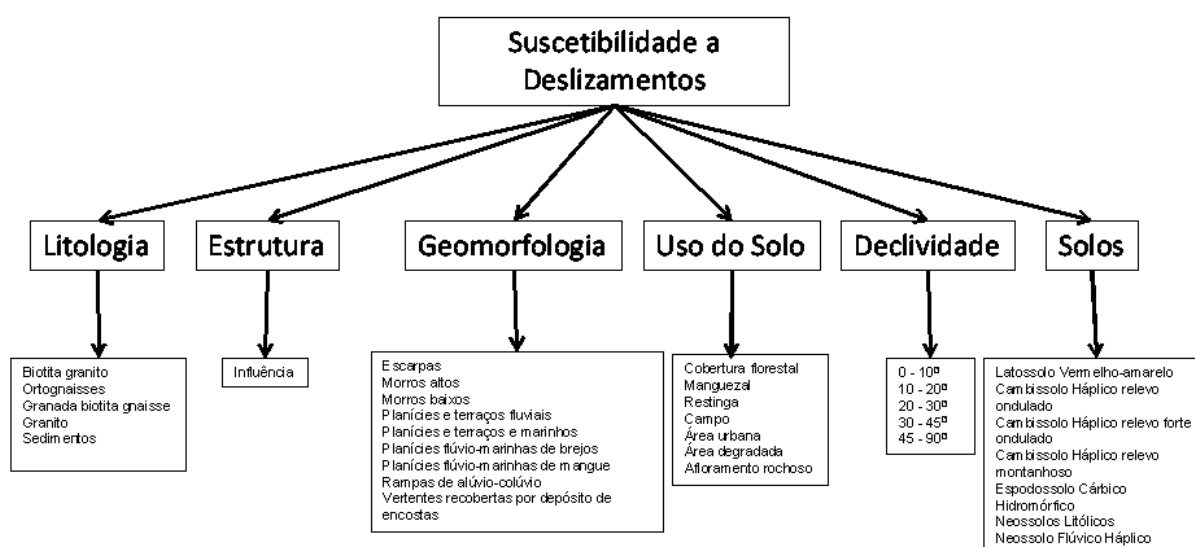 Suscetibilidade a
Deslizamentos
Litologia
Estrutura
Geomorfologia
Uso do Solo
Declividade
Solos
Biotita granito
Ortognaisses
Granada biotita gnaisse
Granito
Sedimentos
Influência
Escarpas
Morros altos
Morros baixos
Planícies e terraços fluviais
Planícies e terraços e marinhos
Planícies flúvio-marinhas de brejos
Planícies flúvio-marinhas de mangue
Rampas de alúvio-colúvio
Vertentes recobertas por depósito de
encostas
Cobertura florestal
Manguezal
Restinga
Campo
Área urbana
Área degradada
Afloramento rochoso
0 - 10º
10 - 20º
20 - 30º
30 - 45º
45 - 90º
Latossolo Vermelho-amarelo
Cambissolo Háplico relevo
ondulado
Cambissolo Háplico relevo forte
ondulado
Cambissolo Háplico relevo
montanhoso
Espodossolo Cárbico
Hidromórfico
Neossolos Litólicos
Neossolo Flúvico Háplico